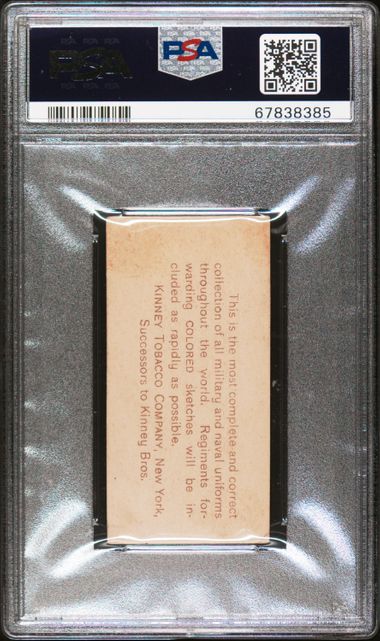 PSA
PSA
67838385
This is the most complete and correct
collection of all military and naval uniforms
throughout the world. Regiments for-
warding COLORED sketches will be in-
cluded as rapidly as possible.
KINNEY TOBACCO COMPANY, New York,
Successors to Kinney Bros.